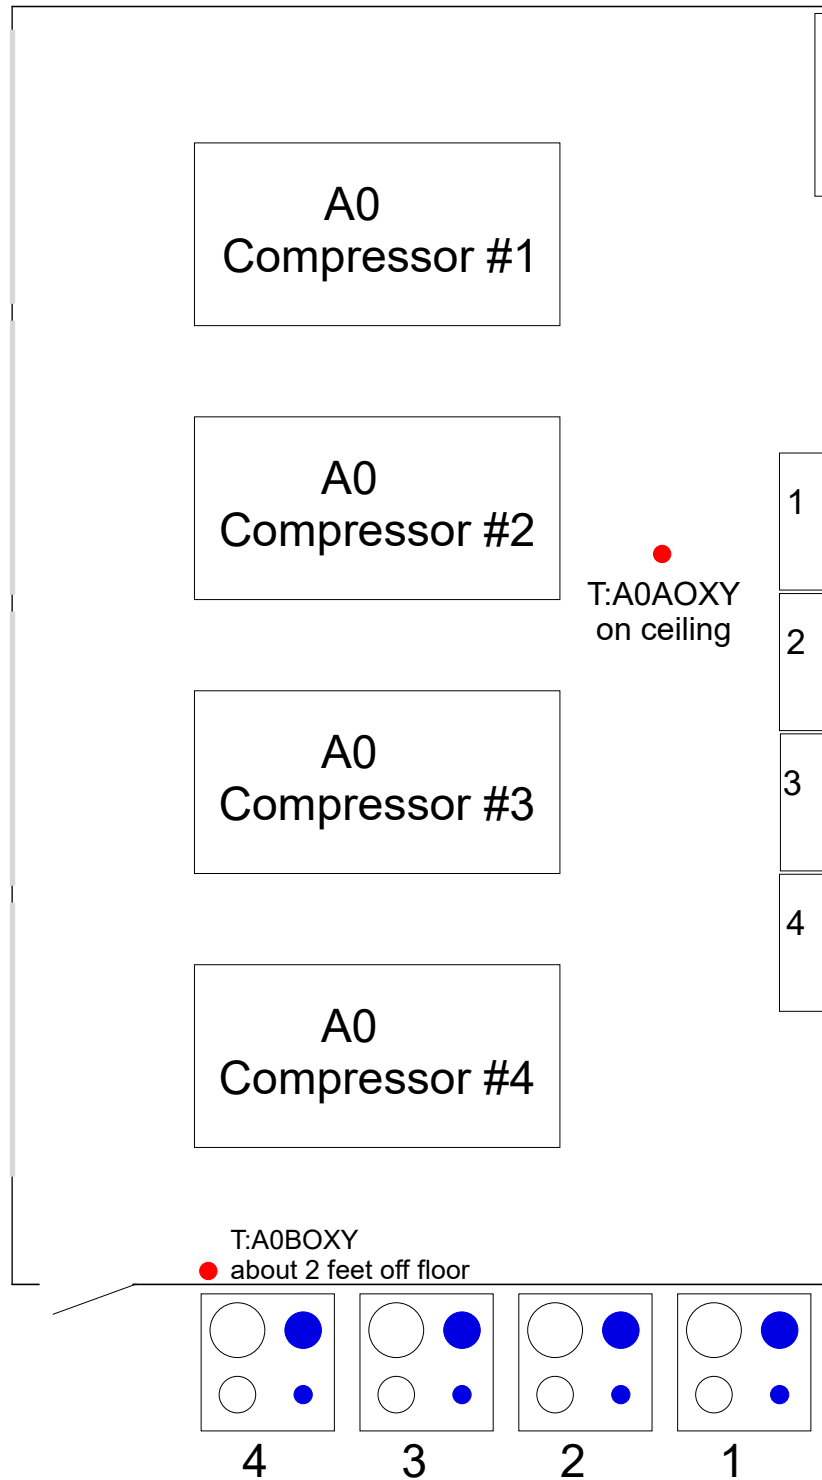 A0
Compressor #1
A0
Compressor #2
1
T:A0AOXY
on ceiling
2
A0
Compressor #3
3
4
A0
Compressor #4
T:A0BOXY
about 2 feet off floor
4
3
2
1